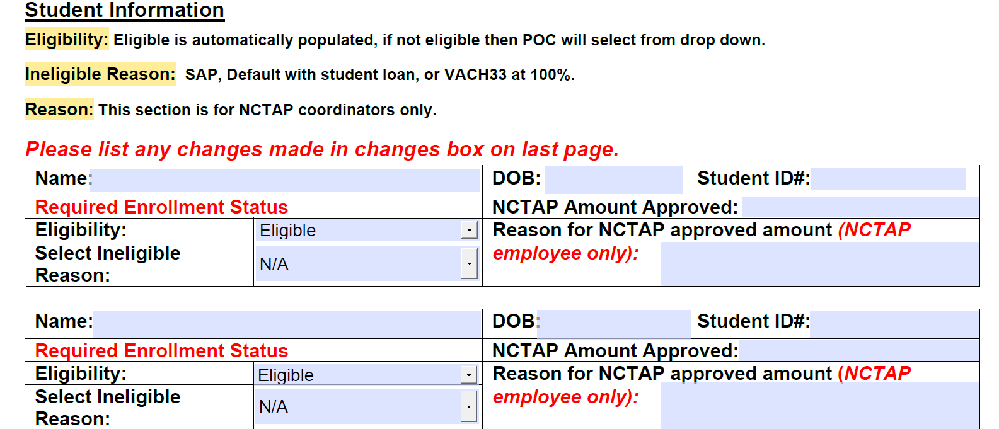 Student Information
Eligibility: Eligible is automatically populated, if not eligible then POC will select from drop down.
Ineligible Reason: SAP, Default with student loan, or VACH33 at 100%.
Reason: This section is for NCTAP coordinators only.
Please list any changes made in changes box on last page.
Name: DOB: Student ID#:
Required Enrollment Status NCTAP Amount Approved:
Eligibility: Eligible Reason for NCTAP approved amount (NCTAP
Select Ineligible employee only):
Reason: N/A
Name: DOB: Student ID#:
Required Enrollment Status NCTAP Amount Approved:
Eligibility: Eligible Reason for NCTAP approved amount (NCTAP
Select Ineligible employee only):
Reason: N/A